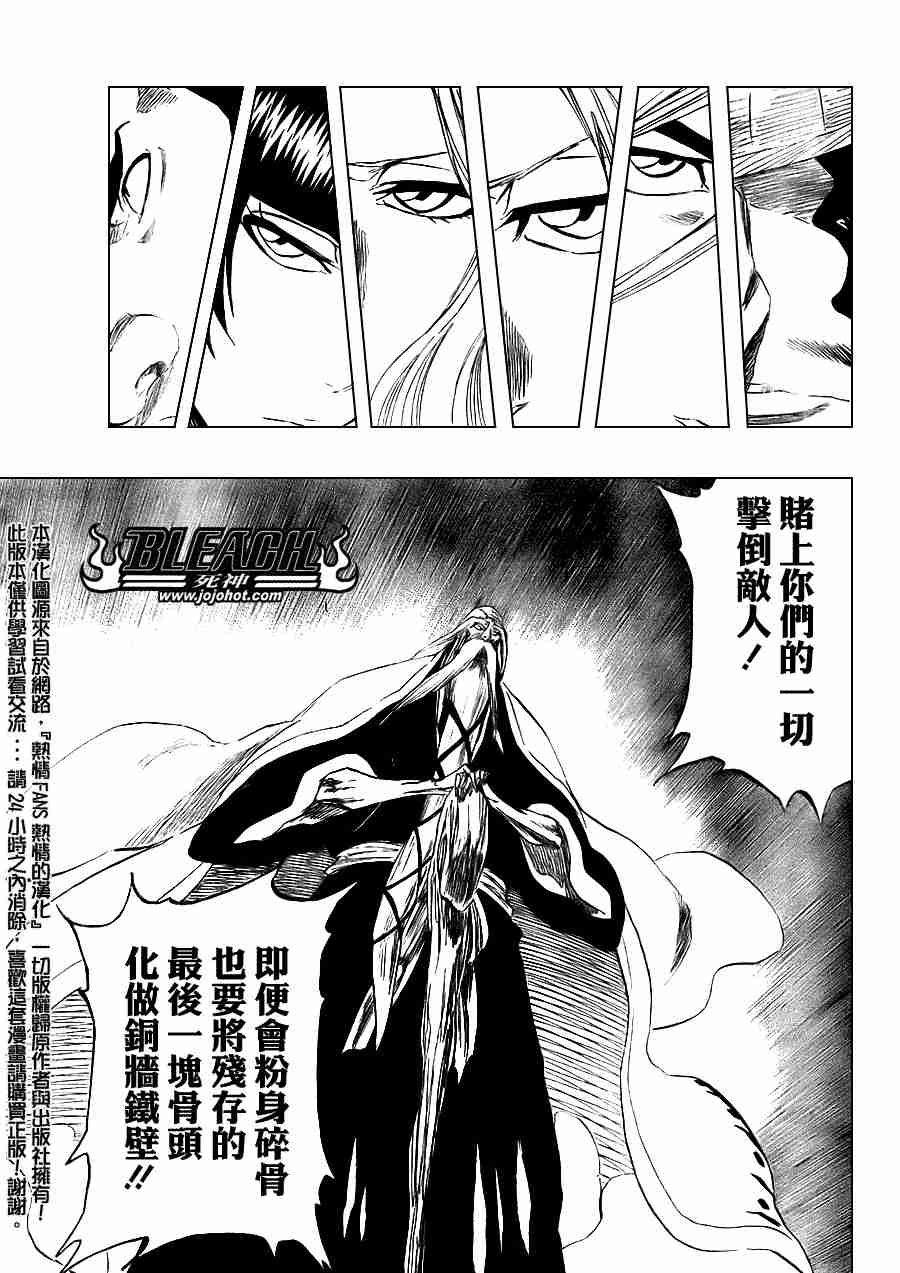 賭上你們的一切
擊倒敵人！
BLEACH
死神
www.jojohot.com
即便會粉身碎骨
也要將殘存的
最後一塊骨頭
化做銅牆鐵壁!!
本漢化圖源來自於網路，『熱情FANS熱情的漢化』一切版權歸原作者與出版社擁有！
此版本僅供學習試看交流...請24小時之內消除，喜歡這套漫畫請購買正版！謝謝。